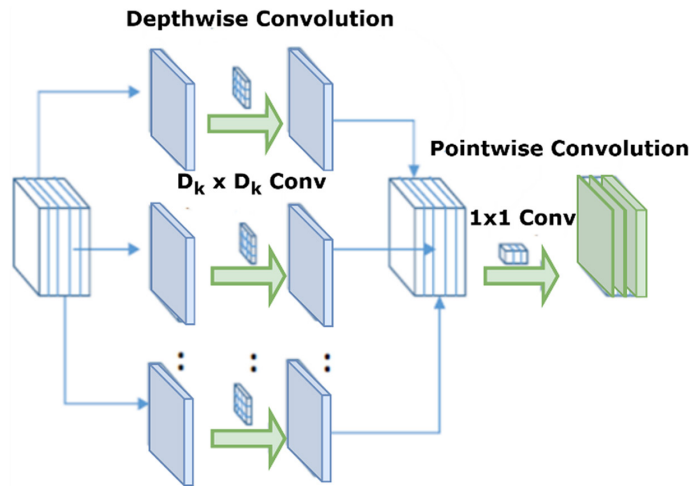 Depthwise Convolution
Pointwise Convolution
Dₖ x Dₖ Conv
1x1 Conv